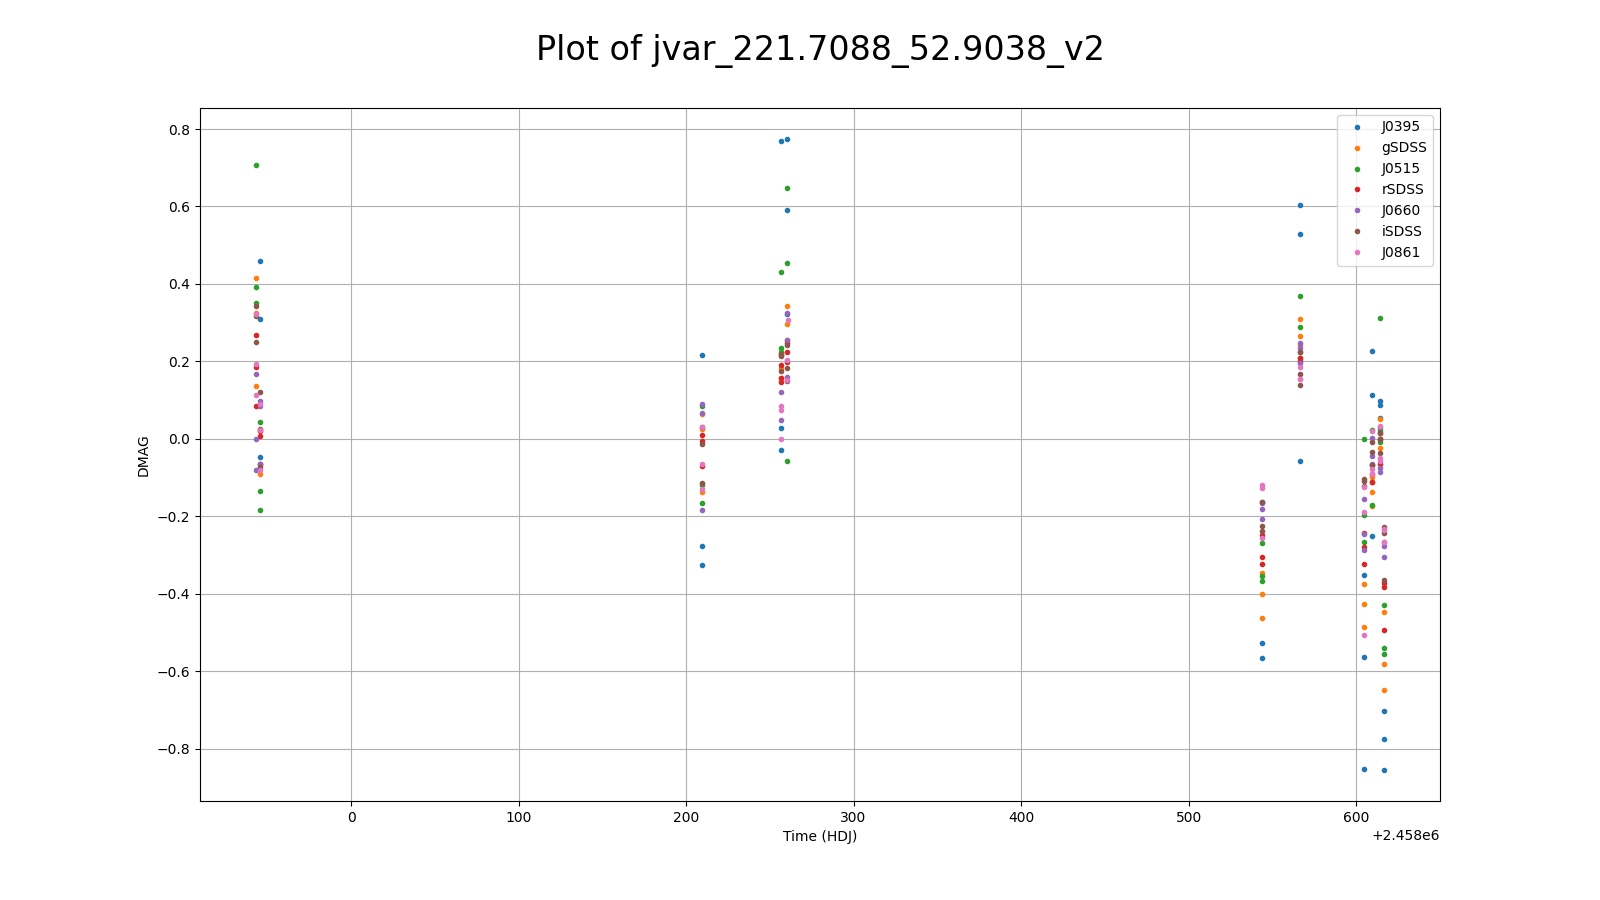 Plot of jvar_221.7088_52.9038_v2
0.8
0.6
0.4
0.2
0.0
−0.2
−0.4
−0.6
−0.8
DMAG
J0395
gSDSS
J0515
rSDSS
J0660
iSDSS
J0861
0 100 200 300 400 500 600
Time (HDJ)
+2.458e6